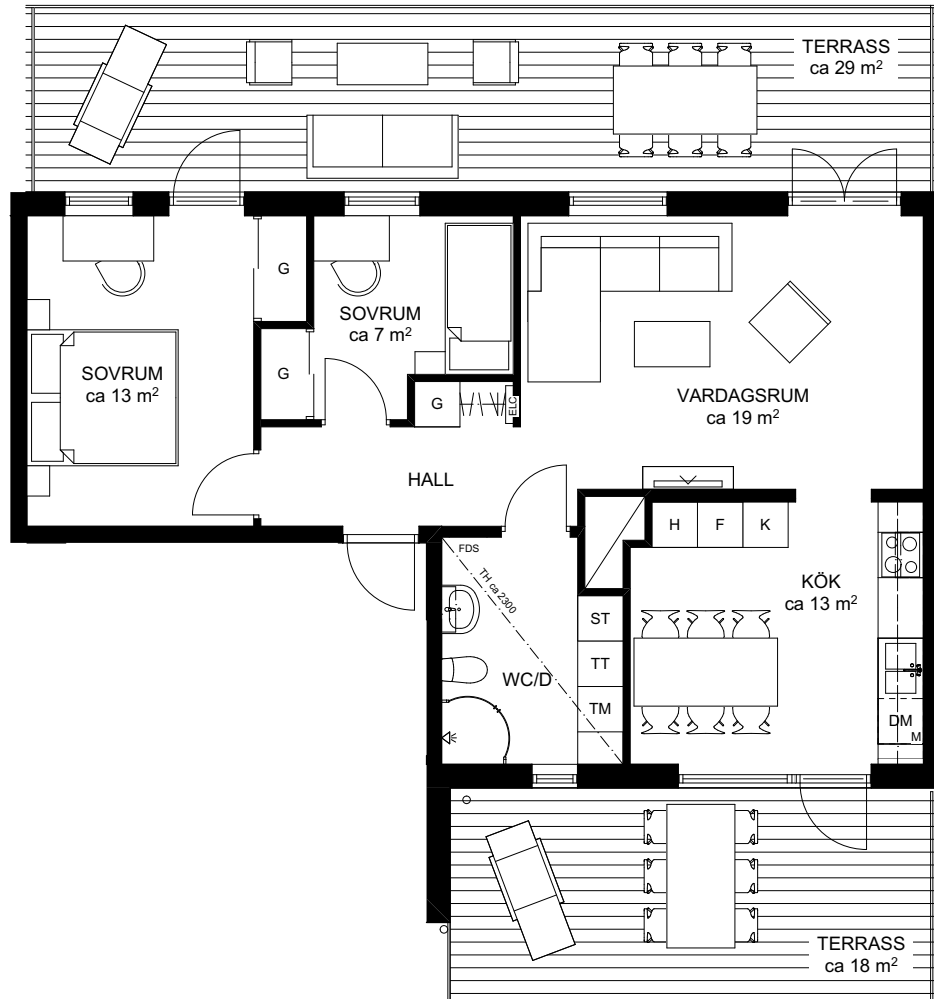 TERRASS
ca 29 m²
G
SOVRUM
ca 7 m²
G
SOVRUM
ca 13 m²
G
ELC
VARDAGSRUM
ca 19 m²
HALL
H F K
FDS
TH ca 2300
KÖK
ca 13 m²
ST
TT
WC/D
TM
DM
M
TERRASS
ca 18 m²